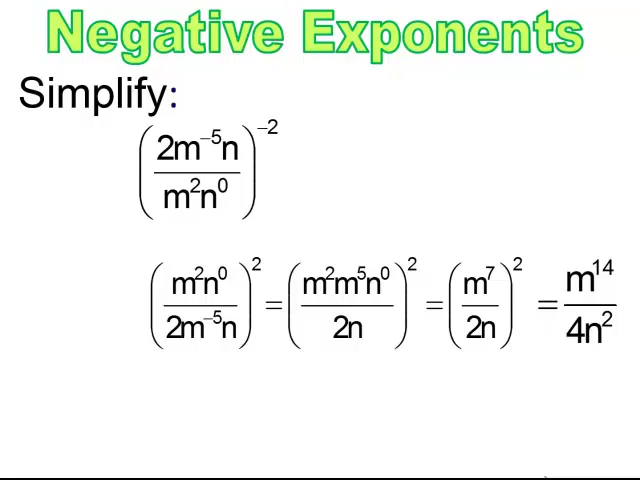 Negative Exponents
Simplify:
(2m⁻⁵n / m²n⁰)⁻²
(m²n⁰ / 2m⁻⁵n)² = (m²m⁵n⁰ / 2n)² = (m⁷ / 2n)² = m¹⁴ / 4n²